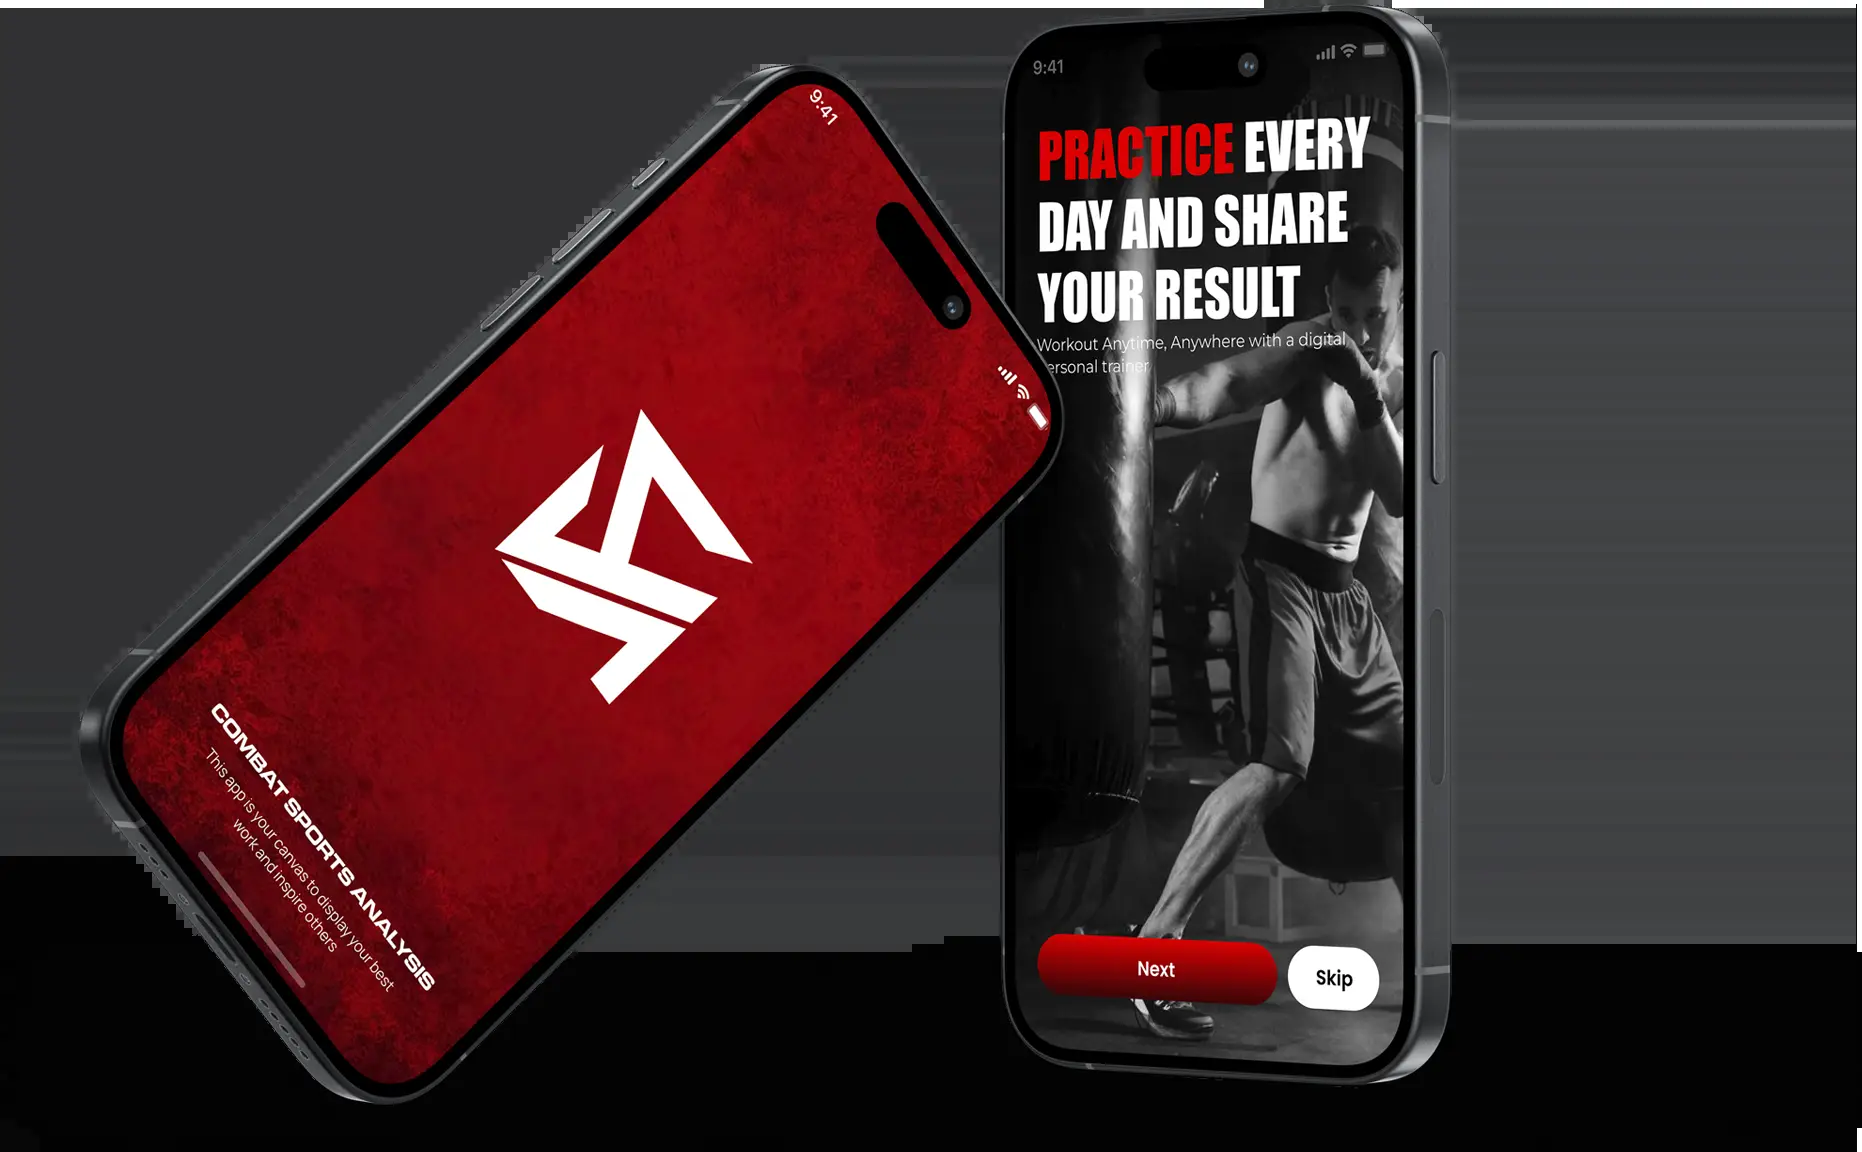 9:41
COMBAT SPORTS ANALYSIS
This app is your canvas to display your best
work and inspire others
9:41
PRACTICE EVERY
DAY AND SHARE
YOUR RESULT
Workout Anytime, Anywhere with a digital
ersonal trainer
Next
Skip